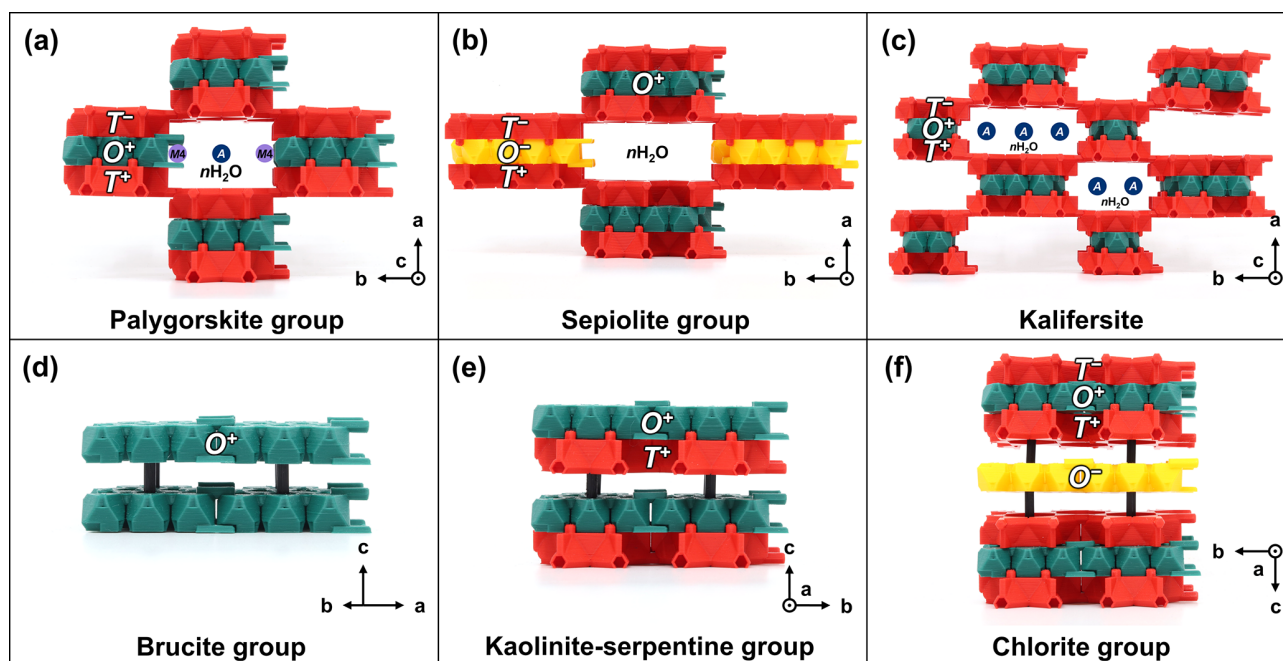 (a)
T−
O+
T+
M4
A
M4
nH2O
a
c
b
Palygorskite group
(b)
O+
T−
O−
T+
nH2O
a
c
b
Sepiolite group
(c)
T−
O+
T+
A
A
A
nH2O
A
A
nH2O
a
c
b
Kalifersite
(d)
O+
c
b
a
Brucite group
(e)
O+
T+
c
a
b
Kaolinite-serpentine group
(f)
T−
O+
T+
O−
b
a
c
Chlorite group